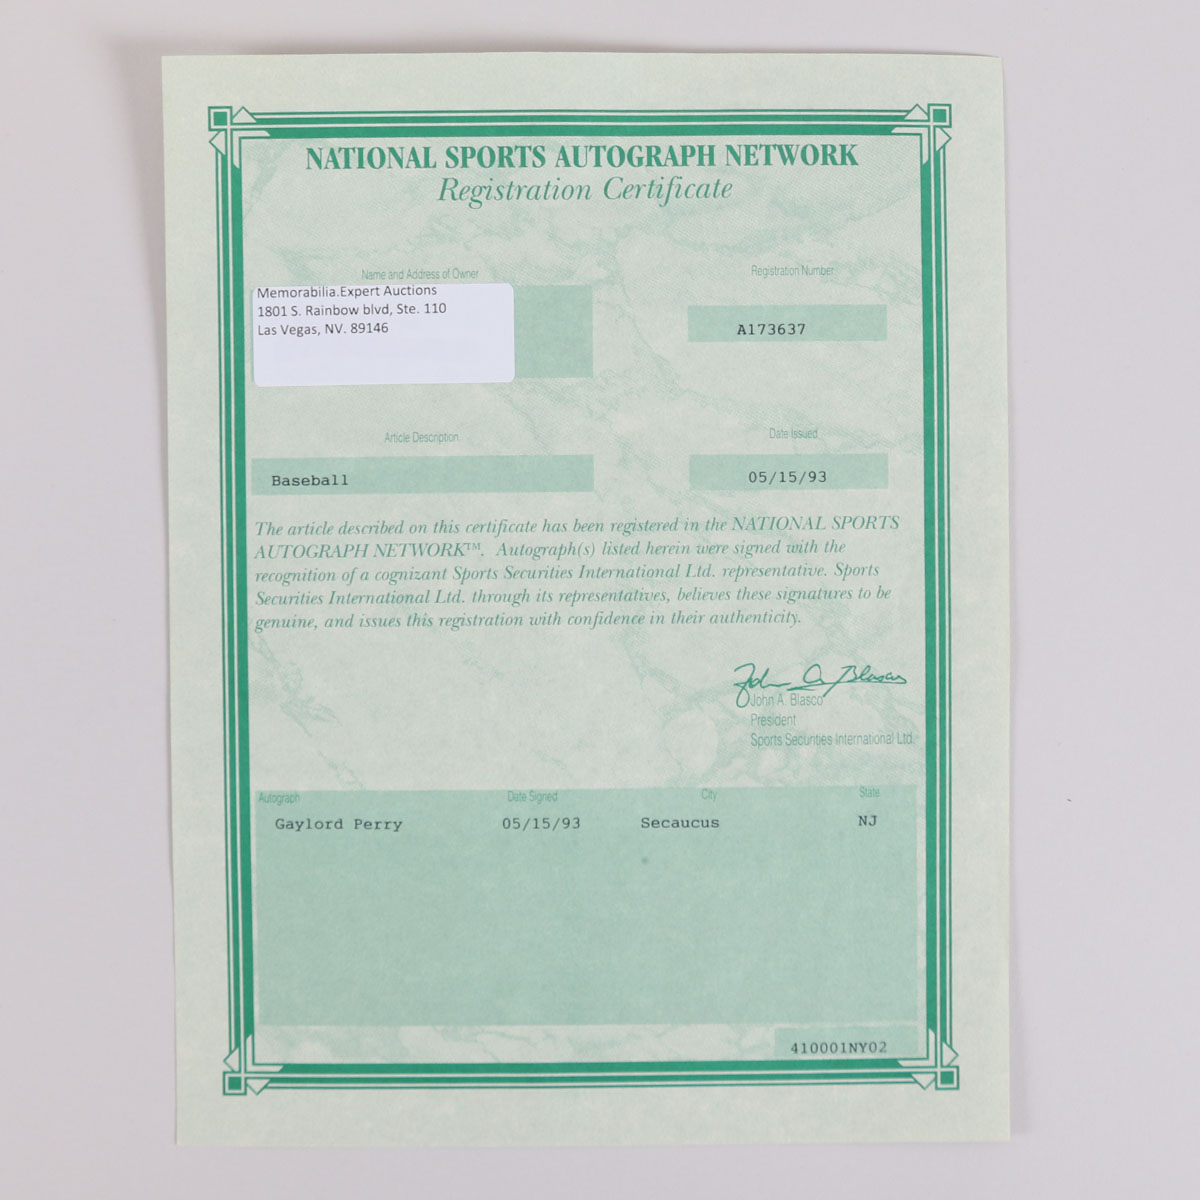 NATIONAL SPORTS AUTOGRAPH NETWORK
Registration Certificate
Name and Address of Owner
Registration Number
Memorabilia.Expert Auctions
1801 S. Rainbow blvd, Ste. 110
Las Vegas, NV. 89146
A173637
Article Description
Date Issued
Baseball
05/15/93
The article described on this certificate has been registered in the NATIONAL SPORTS
AUTOGRAPH NETWORK™. Autograph(s) listed herein were signed with the
recognition of a cognizant Sports Securities International Ltd. representative. Sports
Securities International Ltd. through its representatives, believes these signatures to be
genuine, and issues this registration with confidence in their authenticity.
John A. Blasco
John A. Blasco
President
Sports Securities International Ltd.
Autograph Date Signed City State
Gaylord Perry 05/15/93 Secaucus NJ
410001NY02